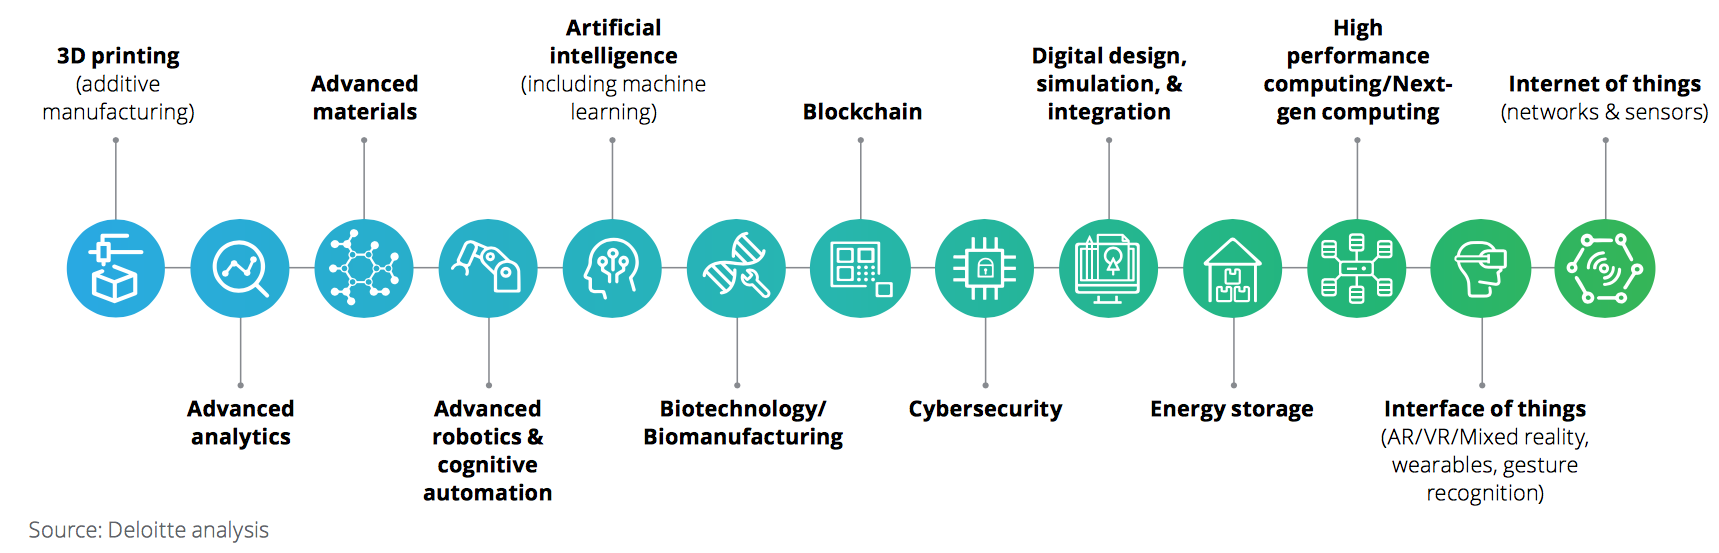 3D printing
(additive
manufacturing)
Advanced
analytics
Advanced
materials
Advanced
robotics &
cognitive
automation
Artificial
intelligence
(including machine
learning)
Biotechnology/
Biomanufacturing
Blockchain
Cybersecurity
Digital design,
simulation, &
integration
Energy storage
High
performance
computing/Next-
gen computing
Interface of things
(AR/VR/Mixed reality,
wearables, gesture
recognition)
Internet of things
(networks & sensors)
Source: Deloitte analysis